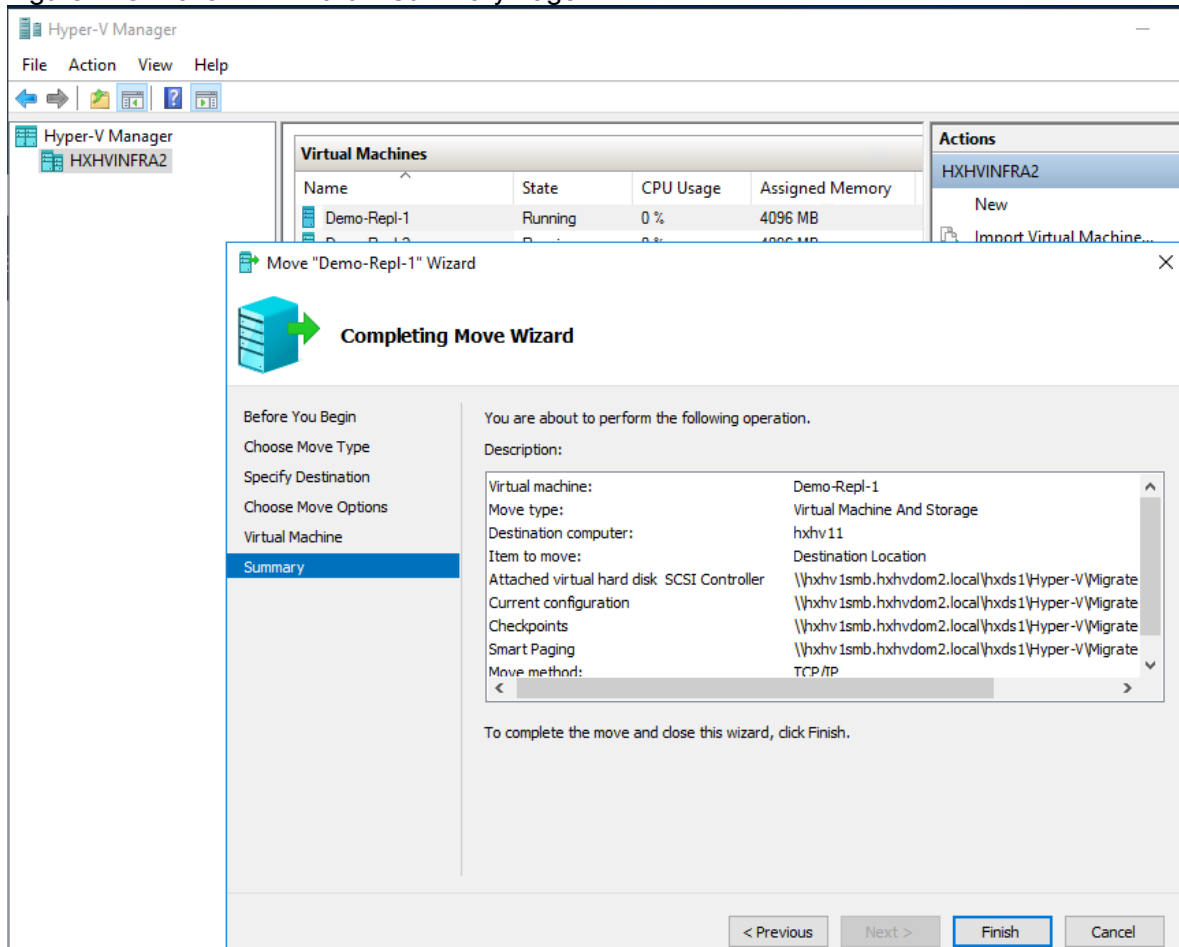 Hyper-V Manager
File Action View Help
Hyper-V Manager
HXHVINFRA2
Virtual Machines
Name State CPU Usage Assigned Memory
Demo-Repl-1 Running 0 % 4096 MB
Actions
HXHVINFRA2
New
Import Virtual Machine...
Move "Demo-Repl-1" Wizard
Completing Move Wizard
Before You Begin
Choose Move Type
Specify Destination
Choose Move Options
Virtual Machine
Summary
You are about to perform the following operation.
Description:
Virtual machine: Demo-Repl-1
Move type: Virtual Machine And Storage
Destination computer: hxhv11
Item to move: Destination Location
Attached virtual hard disk SCSI Controller \\hxhv1smb.hxhvdom2.local\hxds1\Hyper-V\Migrate
Current configuration \\hxhv1smb.hxhvdom2.local\hxds1\Hyper-V\Migrate
Checkpoints \\hxhv1smb.hxhvdom2.local\hxds1\Hyper-V\Migrate
Smart Paging \\hxhv1smb.hxhvdom2.local\hxds1\Hyper-V\Migrate
Move method: TCP/IP
To complete the move and close this wizard, click Finish.
< Previous Next > Finish Cancel